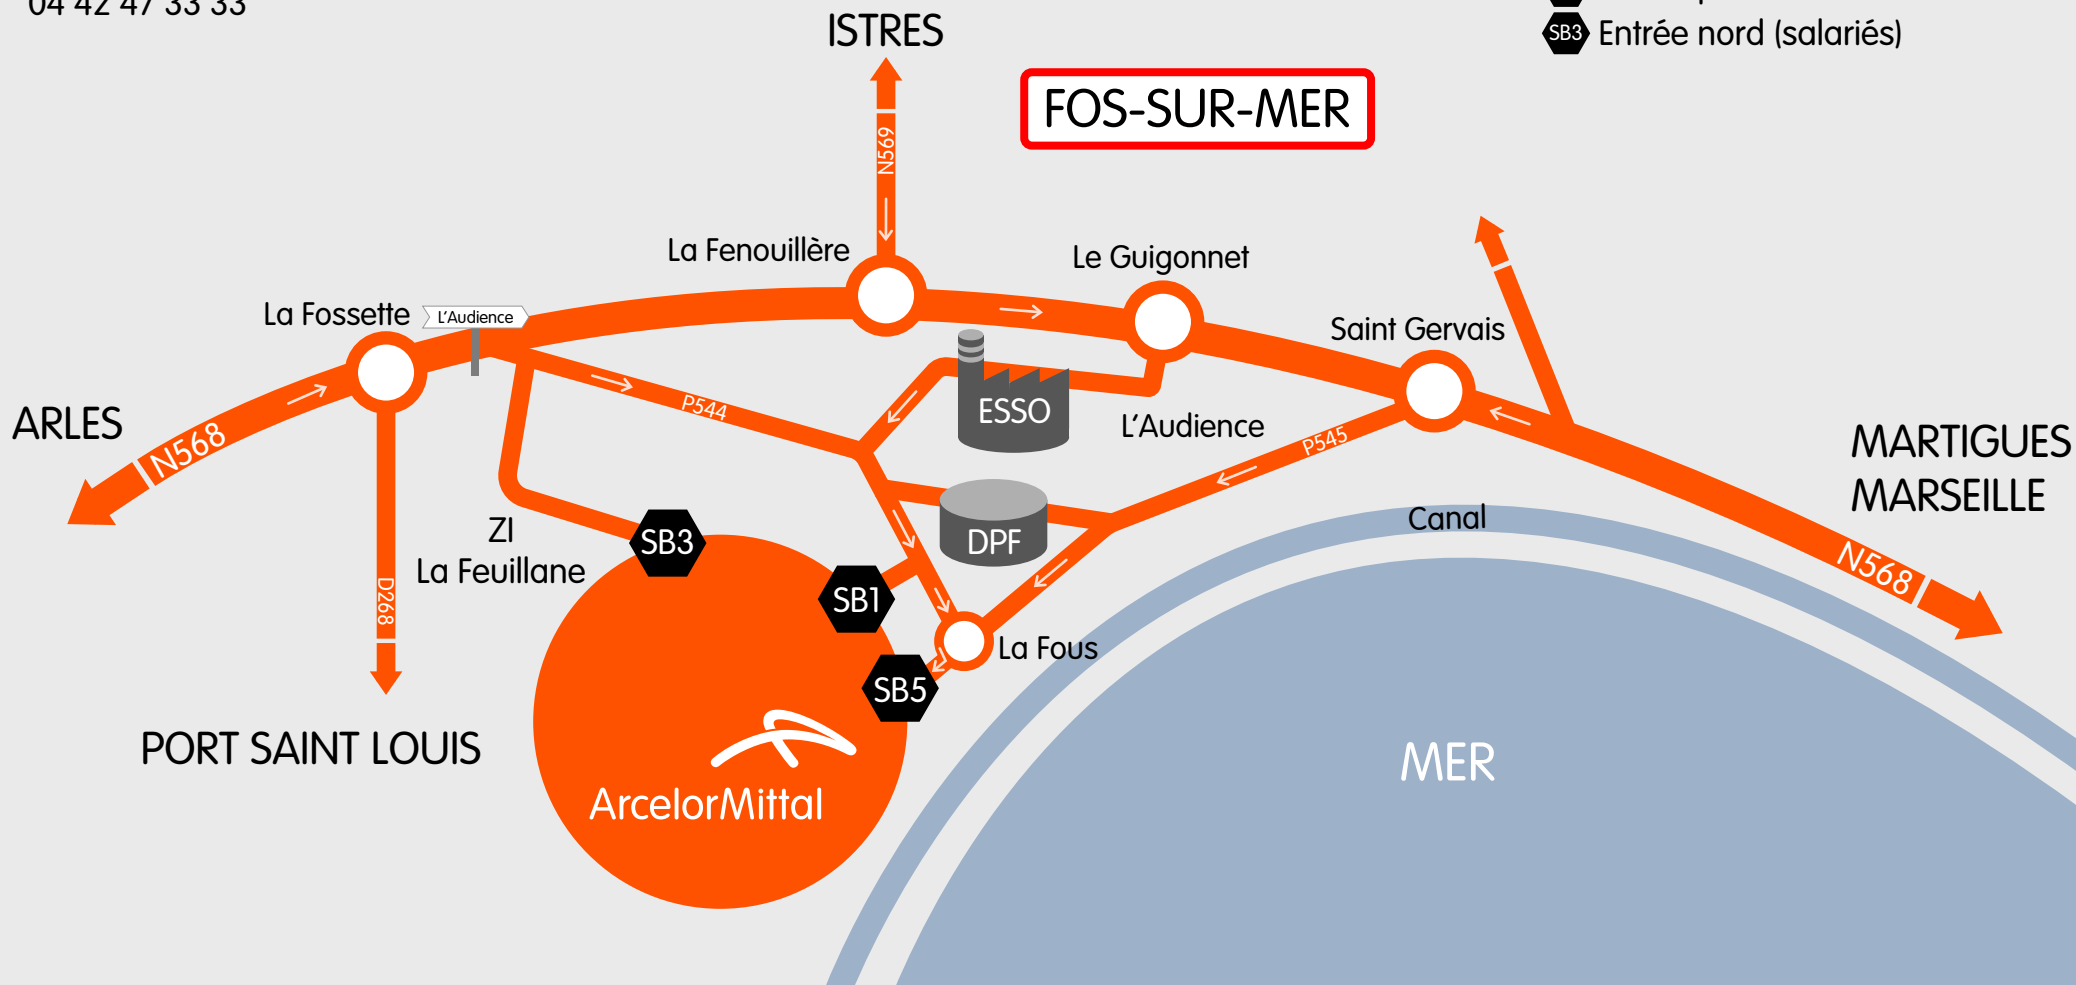 04 42 47 33 33
SB3 Entrée nord (salariés)
ISTRES
FOS-SUR-MER
N569
La Fenouillère
Le Guigonnet
La Fossette
L'Audience
Saint Gervais
ARLES
N568
P544
ESSO
L'Audience
P545
MARTIGUES
MARSEILLE
Canal
ZI
La Feuillane
SB3
DPF
N568
D268
SB1
La Fous
SB5
PORT SAINT LOUIS
MER
ArcelorMittal